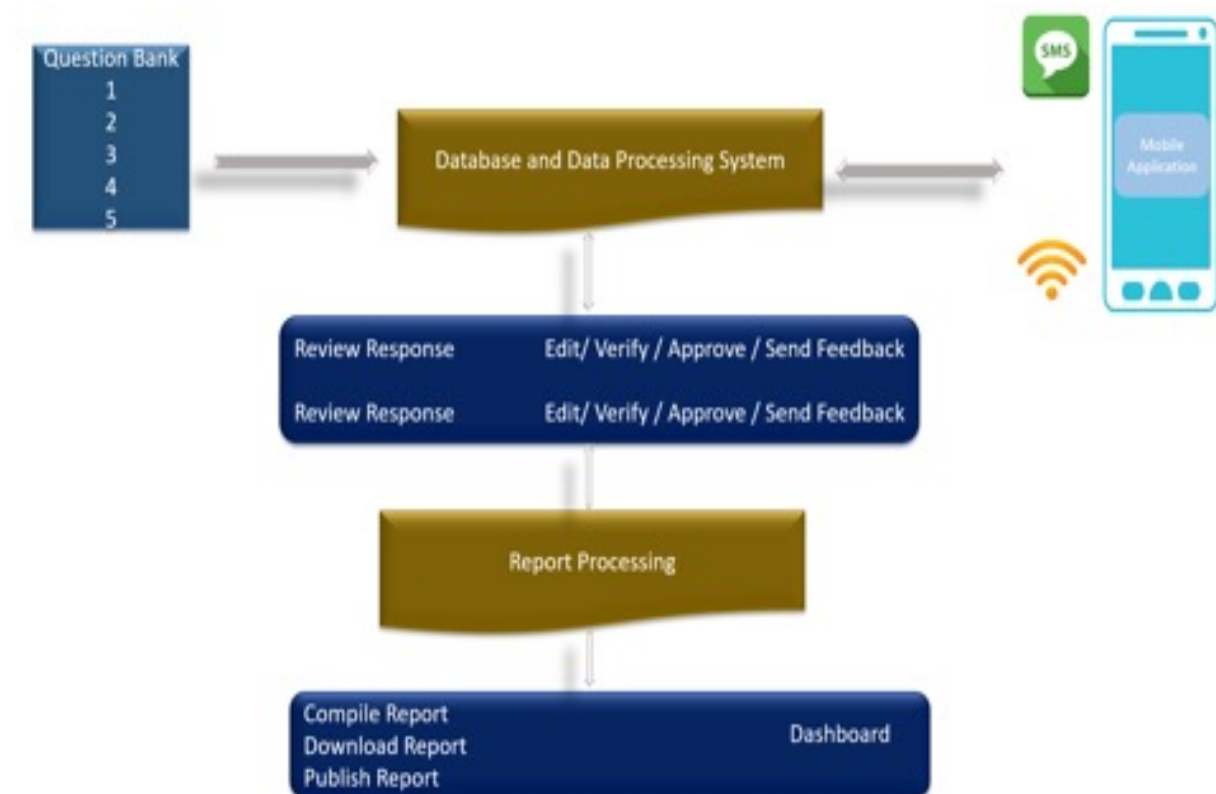 Question Bank
1
2
3
4
5
Database and Data Processing System
SMS
Mobile
Application
Review Response Edit/ Verify / Approve / Send Feedback
Review Response Edit/ Verify / Approve / Send Feedback
Report Processing
Compile Report
Download Report
Publish Report
Dashboard